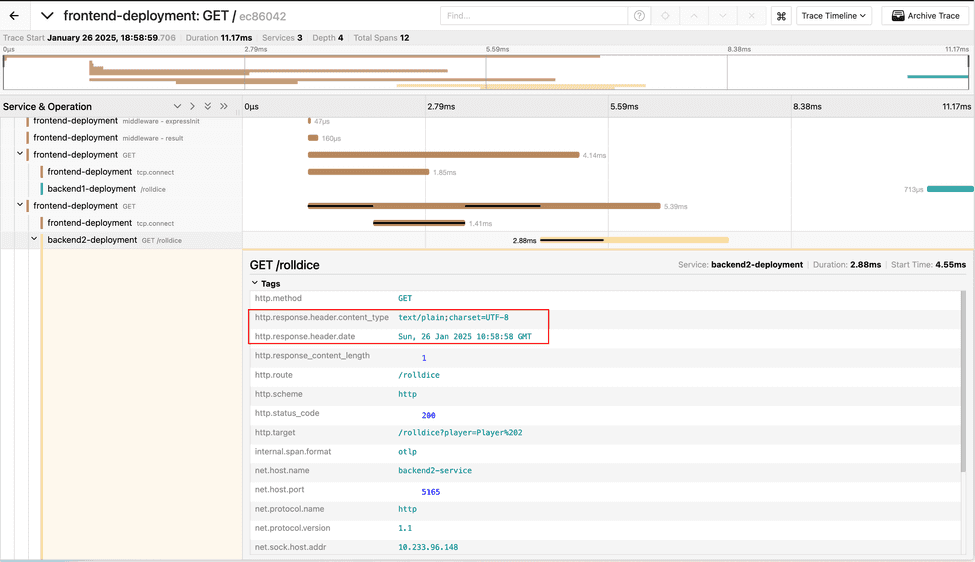 frontend-deployment: GET / ec86042
Find...
Trace Timeline
Archive Trace
Trace Start January 26 2025, 18:58:59.706 Duration 11.17ms Services 3 Depth 4 Total Spans 12
0μs 2.79ms 5.59ms 8.38ms 11.17ms
Service & Operation 0μs 2.79ms 5.59ms 8.38ms 11.17ms
frontend-deployment middleware - expressInit 47μs
frontend-deployment middleware - result 160μs
frontend-deployment GET 4.14ms
frontend-deployment tcp.connect 1.85ms
backend1-deployment /rolldice 713μs
frontend-deployment GET 5.39ms
frontend-deployment tcp.connect 1.41ms
backend2-deployment GET /rolldice 2.88ms
GET /rolldice Service: backend2-deployment Duration: 2.88ms Start Time: 4.55ms
Tags
http.method GET
http.response.header.content_type text/plain;charset=UTF-8
http.response.header.date Sun, 26 Jan 2025 10:58:58 GMT
http.response_content_length 1
http.route /rolldice
http.scheme http
http.status_code 200
http.target /rolldice?player=Player%202
internal.span.format otlp
net.host.name backend2-service
net.host.port 5165
net.protocol.name http
net.protocol.version 1.1
net.sock.host.addr 10.233.96.148